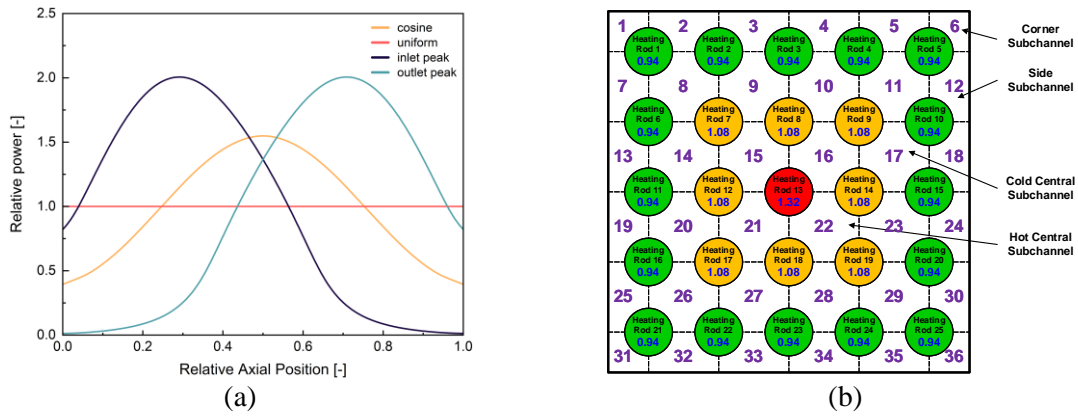 2.5
2.0
1.5
1.0
0.5
0.0
0.0
0.2
0.4
0.6
0.8
1.0
Relative power [-]
Relative Axial Position [-]
cosine
uniform
inlet peak
outlet peak
(a)
1 2 3 4 5 6
Heating Rod 1 0.94
Heating Rod 2 0.94
Heating Rod 3 0.94
Heating Rod 4 0.94
Heating Rod 5 0.94
7 8 9 10 11 12
Heating Rod 6 0.94
Heating Rod 7 1.08
Heating Rod 8 1.08
Heating Rod 9 1.08
Heating Rod 10 0.94
13 14 15 16 17 18
Heating Rod 11 0.94
Heating Rod 12 1.08
Heating Rod 13 1.32
Heating Rod 14 1.08
Heating Rod 15 0.94
19 20 21 22 23 24
Heating Rod 16 0.94
Heating Rod 17 1.08
Heating Rod 18 1.08
Heating Rod 19 1.08
Heating Rod 20 0.94
25 26 27 28 29 30
Heating Rod 21 0.94
Heating Rod 22 0.94
Heating Rod 23 0.94
Heating Rod 24 0.94
Heating Rod 25 0.94
31 32 33 34 35 36
Corner
Subchannel
Side
Subchannel
Cold Central
Subchannel
Hot Central
Subchannel
(b)